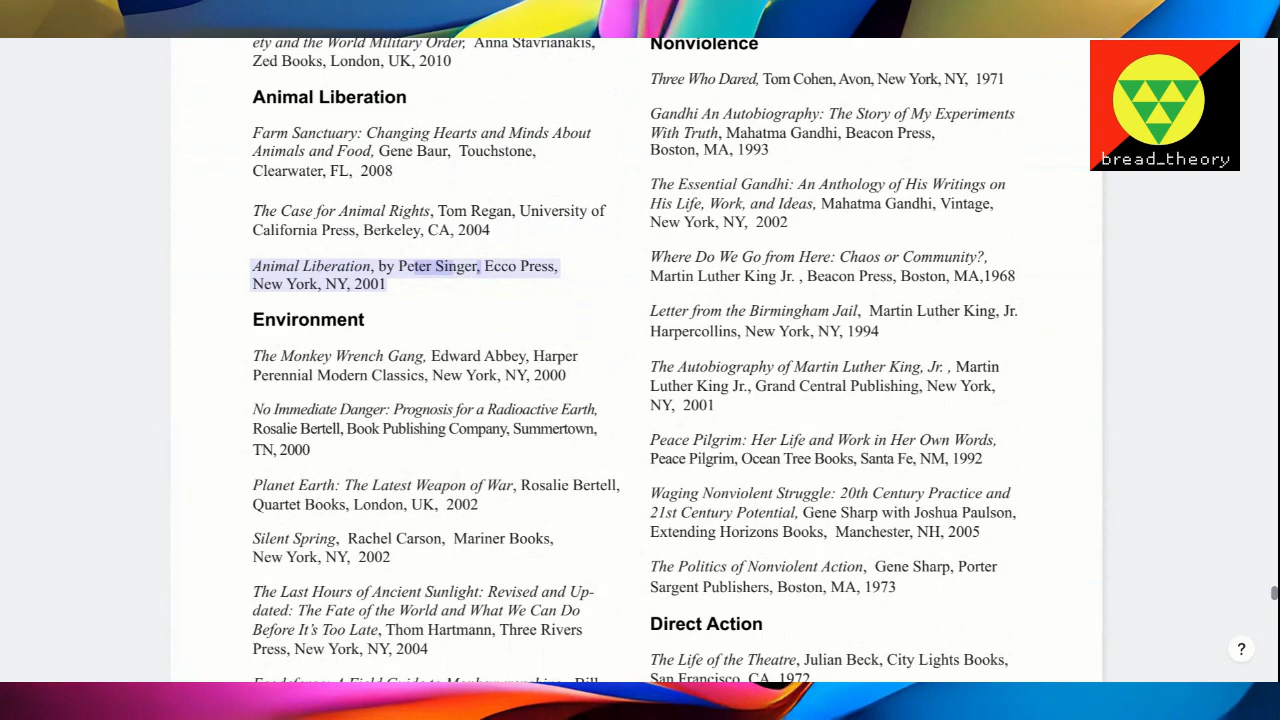 ety and the World Military Order, Anna Stavrianakis,
Zed Books, London, UK, 2010
Animal Liberation
Farm Sanctuary: Changing Hearts and Minds About
Animals and Food, Gene Baur, Touchstone,
Clearwater, FL, 2008
The Case for Animal Rights, Tom Regan, University of
California Press, Berkeley, CA, 2004
Animal Liberation, by Peter Singer, Ecco Press,
New York, NY, 2001
Environment
The Monkey Wrench Gang, Edward Abbey, Harper
Perennial Modern Classics, New York, NY, 2000
No Immediate Danger: Prognosis for a Radioactive Earth,
Rosalie Bertell, Book Publishing Company, Summertown,
TN, 2000
Planet Earth: The Latest Weapon of War, Rosalie Bertell,
Quartet Books, London, UK, 2002
Silent Spring, Rachel Carson, Mariner Books,
New York, NY, 2002
The Last Hours of Ancient Sunlight: Revised and Up-
dated: The Fate of the World and What We Can Do
Before It's Too Late, Thom Hartmann, Three Rivers
Press, New York, NY, 2004
Nonviolence
Three Who Dared, Tom Cohen, Avon, New York, NY, 1971
Gandhi An Autobiography: The Story of My Experiments
With Truth, Mahatma Gandhi, Beacon Press,
Boston, MA, 1993
The Essential Gandhi: An Anthology of His Writings on
His Life, Work, and Ideas, Mahatma Gandhi, Vintage,
New York, NY, 2002
Where Do We Go from Here: Chaos or Community?,
Martin Luther King Jr. , Beacon Press, Boston, MA,1968
Letter from the Birmingham Jail, Martin Luther King, Jr.
Harpercollins, New York, NY, 1994
The Autobiography of Martin Luther King, Jr. , Martin
Luther King Jr., Grand Central Publishing, New York,
NY, 2001
Peace Pilgrim: Her Life and Work in Her Own Words,
Peace Pilgrim, Ocean Tree Books, Santa Fe, NM, 1992
Waging Nonviolent Struggle: 20th Century Practice and
21st Century Potential, Gene Sharp with Joshua Paulson,
Extending Horizons Books, Manchester, NH, 2005
The Politics of Nonviolent Action, Gene Sharp, Porter
Sargent Publishers, Boston, MA, 1973
Direct Action
The Life of the Theatre, Julian Beck, City Lights Books,
San Francisco, CA, 1972
bread_theory
?